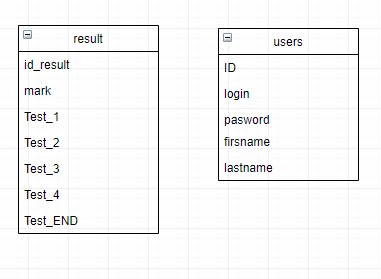 result
id_result
mark
Test_1
Test_2
Test_3
Test_4
Test_END
users
ID
login
pasword
firsname
lastname